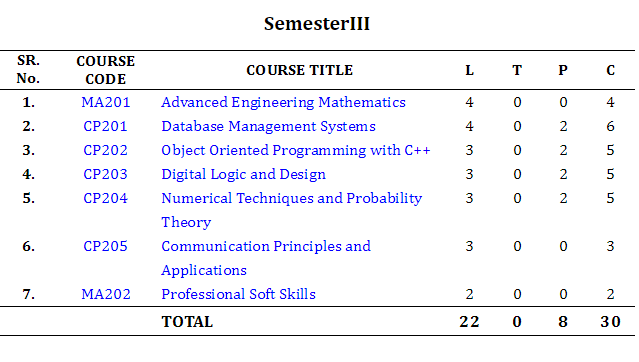 SemesterIII
SR. No. COURSE CODE COURSE TITLE L T P C
1. MA201 Advanced Engineering Mathematics 4 0 0 4
2. CP201 Database Management Systems 4 0 2 6
3. CP202 Object Oriented Programming with C++ 3 0 2 5
4. CP203 Digital Logic and Design 3 0 2 5
5. CP204 Numerical Techniques and Probability 3 0 2 5
Theory
6. CP205 Communication Principles and 3 0 0 3
Applications
7. MA202 Professional Soft Skills 2 0 0 2
TOTAL 22 0 8 30